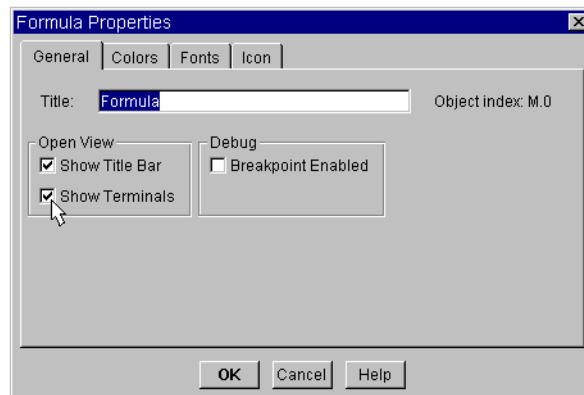 Formula Properties
General Colors Fonts Icon
Title: Formula Object index: M.0
Open View Debug
Show Title Bar Breakpoint Enabled
Show Terminals
OK Cancel Help